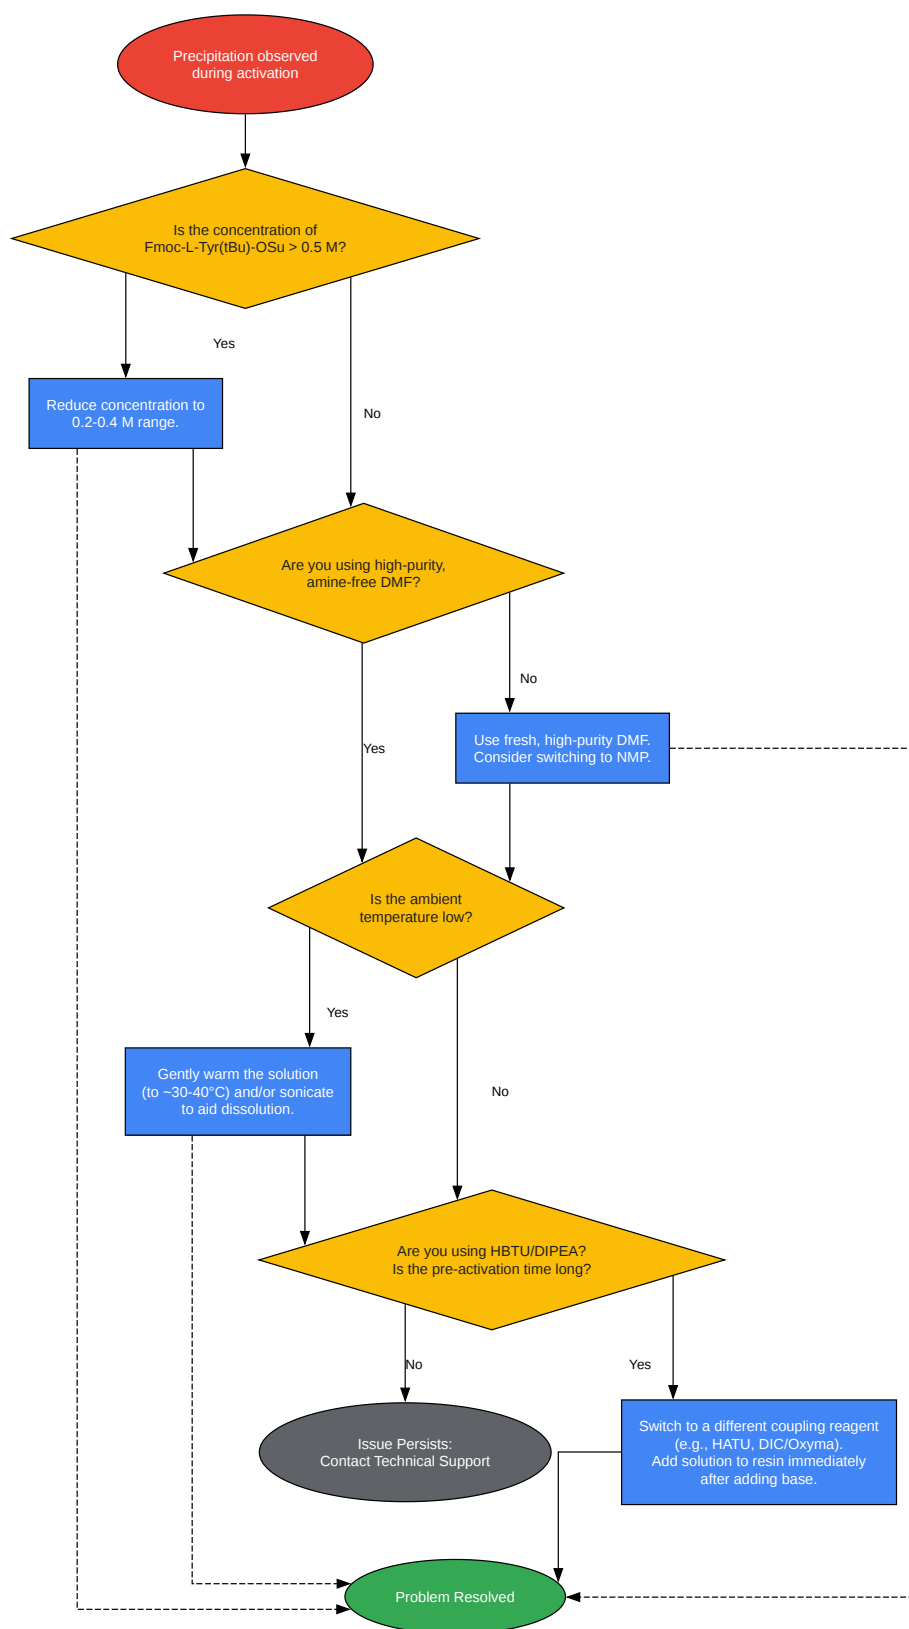 Precipitation observed
during activation
Is the concentration of
Fmoc-L-Tyr(tBu)-OSu > 0.5 M?
Yes
Reduce concentration to
0.2-0.4 M range.
No
Are you using high-purity,
amine-free DMF?
No
Use fresh, high-purity DMF.
Consider switching to NMP.
Yes
Is the ambient
temperature low?
Yes
Gently warm the solution
(to ~30-40°C) and/or sonicate
to aid dissolution.
No
Are you using HBTU/DIPEA?
Is the pre-activation time long?
No
Yes
Issue Persists:
Contact Technical Support
Switch to a different coupling reagent
(e.g., HATU, DIC/Oxyma).
Add solution to resin immediately
after adding base.
Problem Resolved